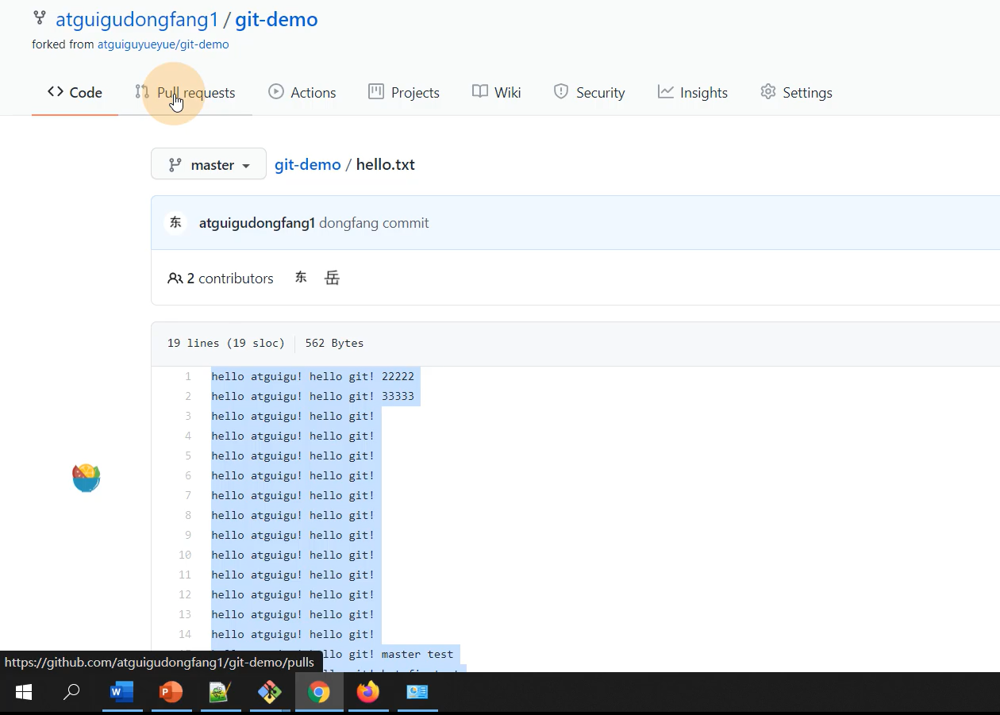 atguigudongfang1 / git-demo
forked from atguiguyueyue/git-demo
Code Pull requests Actions Projects Wiki Security Insights Settings
master git-demo / hello.txt
东 atguigudongfang1 dongfang commit
2 contributors 东 岳
19 lines (19 sloc) 562 Bytes
1 hello atguigu! hello git! 22222
2 hello atguigu! hello git! 33333
3 hello atguigu! hello git!
4 hello atguigu! hello git!
5 hello atguigu! hello git!
6 hello atguigu! hello git!
7 hello atguigu! hello git!
8 hello atguigu! hello git!
9 hello atguigu! hello git!
10 hello atguigu! hello git!
11 hello atguigu! hello git!
12 hello atguigu! hello git!
13 hello atguigu! hello git!
14 hello atguigu! hello git!
git! master test
https://github.com/atguigudongfang1/git-demo/pulls